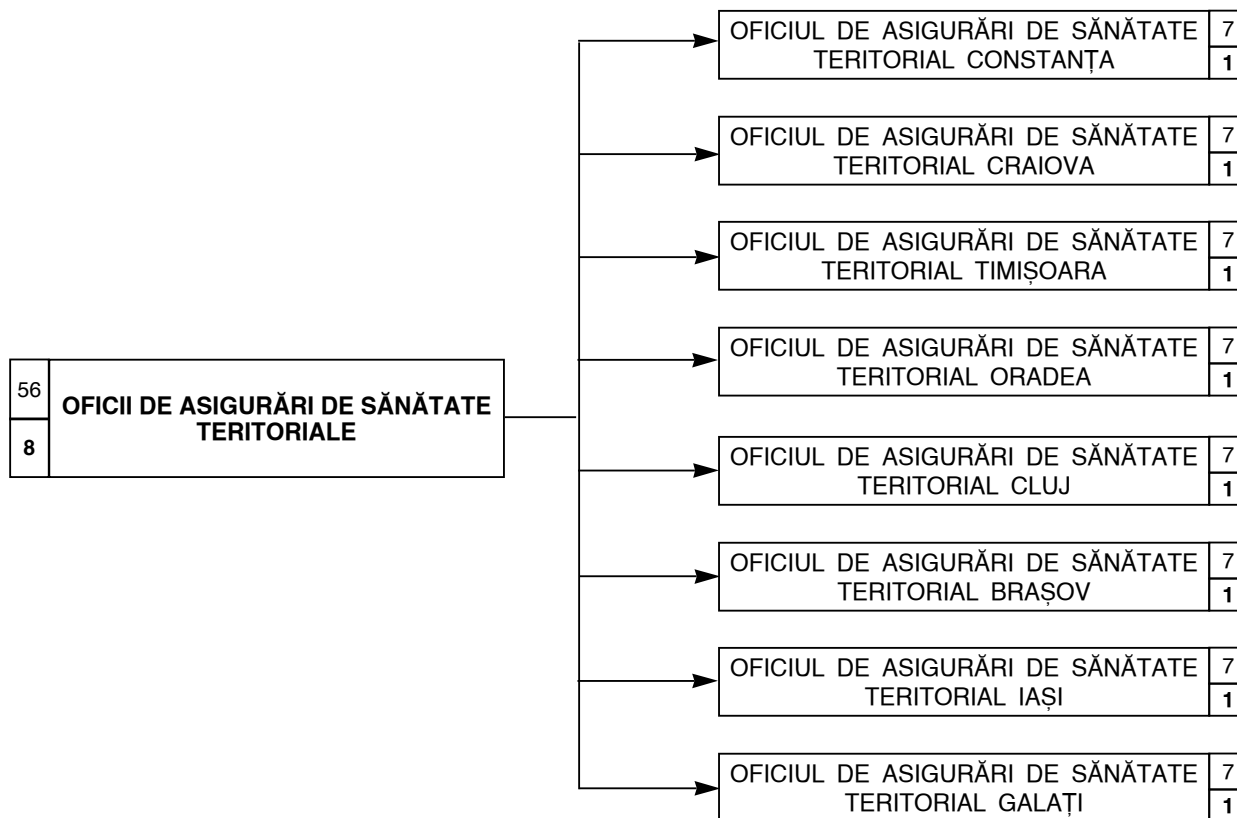 56
8
OFICII DE ASIGURĂRI DE SĂNĂTATE
TERITORIALE
OFICIUL DE ASIGURĂRI DE SĂNĂTATE
TERITORIAL CONSTANȚA
7
1
OFICIUL DE ASIGURĂRI DE SĂNĂTATE
TERITORIAL CRAIOVA
7
1
OFICIUL DE ASIGURĂRI DE SĂNĂTATE
TERITORIAL TIMIȘOARA
7
1
OFICIUL DE ASIGURĂRI DE SĂNĂTATE
TERITORIAL ORADEA
7
1
OFICIUL DE ASIGURĂRI DE SĂNĂTATE
TERITORIAL CLUJ
7
1
OFICIUL DE ASIGURĂRI DE SĂNĂTATE
TERITORIAL BRAȘOV
7
1
OFICIUL DE ASIGURĂRI DE SĂNĂTATE
TERITORIAL IAȘI
7
1
OFICIUL DE ASIGURĂRI DE SĂNĂTATE
TERITORIAL GALAȚI
7
1